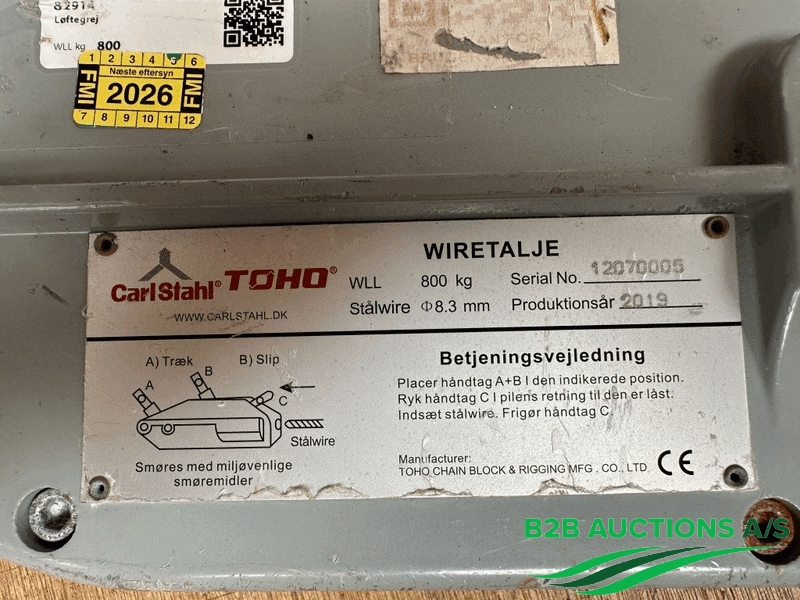 82914
Løftegrej
WLL kg 800
1 2 3 4 5 6
Næste eftersyn
FMI 2026 FMI
7 8 9 10 11 12
CarlStahl® TOHO®
WWW.CARLSTAHL.DK
WIRETALJE
WLL 800 kg Serial No. 12070005
Stålwire Φ8.3 mm Produktionsår 2019
A) Træk B) Slip
A
B
C
Stålwire
Smøres med miljøvenlige
smøremidler
Betjeningsvejledning
Placer håndtag A+B I den indikerede position.
Ryk håndtag C I pilens retning til den er låst.
Indsæt stålwire. Frigør håndtag C.
Manufacturer:
TOHO CHAIN BLOCK & RIGGING MFG . CO., LTD CE
B2B AUCTIONS A/S